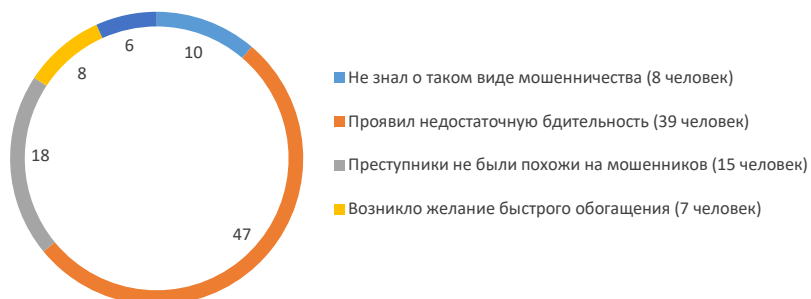 6
10
8
18
47
Не знал о таком виде мошенничества (8 человек)
Проявил недостаточную бдительность (39 человек)
Преступники не были похожи на мошенников (15 человек)
Возникло желание быстрого обогащения (7 человек)